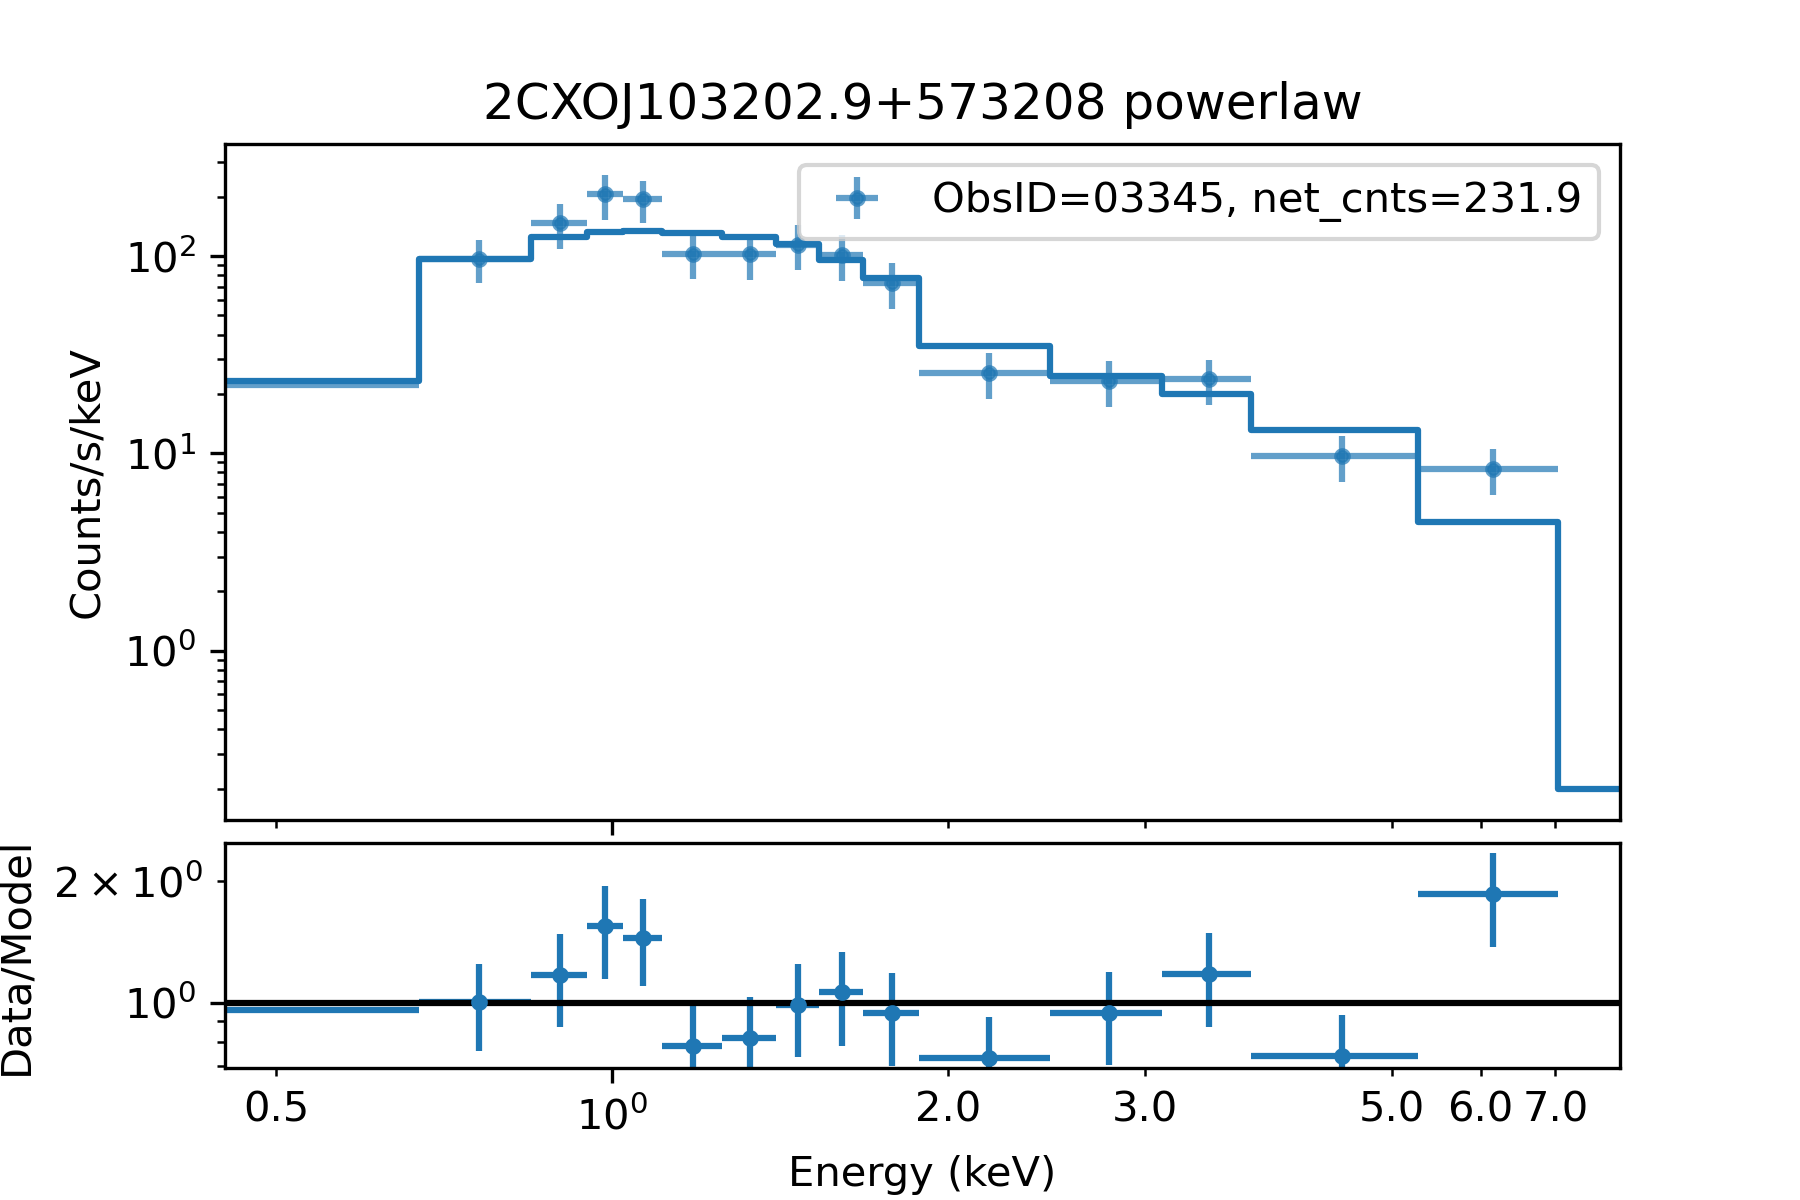 2CXOJ103202.9+573208 powerlaw
ObsID=03345, net_cnts=231.9
Counts/s/keV
10²
10¹
10⁰
Data/Model
2 × 10⁰
10⁰
0.5 10⁰ 2.0 3.0 5.0 6.0 7.0
Energy (keV)